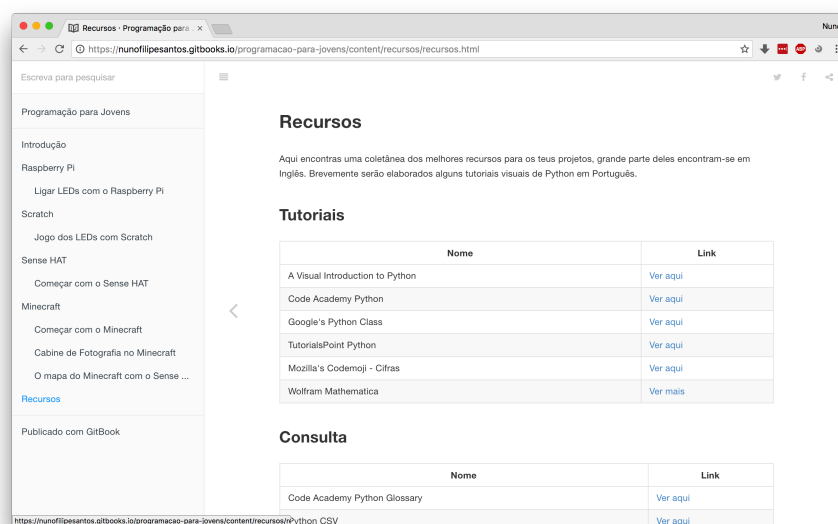 Recursos · Programação para
Nun
https://nunofilipesantos.gitbooks.io/programacao-para-jovens/content/recursos/recursos.html
ABP
Escreva para pesquisar
Programação para Jovens
Introdução
Raspberry Pi
Ligar LEDs com o Raspberry Pi
Scratch
Jogo dos LEDs com Scratch
Sense HAT
Começar com o Sense HAT
Minecraft
Começar com o Minecraft
Cabine de Fotografia no Minecraft
O mapa do Minecraft com o Sense ...
Recursos
Publicado com GitBook
Recursos
Aqui encontras uma coletânea dos melhores recursos para os teus projetos, grande parte deles encontram-se em
Inglês. Brevemente serão elaborados alguns tutoriais visuais de Python em Português.
Tutoriais
Nome Link
A Visual Introduction to Python Ver aqui
Code Academy Python Ver aqui
Google's Python Class Ver aqui
TutorialsPoint Python Ver aqui
Mozilla's Codemoji - Cifras Ver aqui
Wolfram Mathematica Ver mais
Consulta
Nome Link
Code Academy Python Glossary Ver aqui
ython CSV Ver aqui
https://nunofilipesantos.gitbooks.io/programacao-para-jovens/content/recursos/r